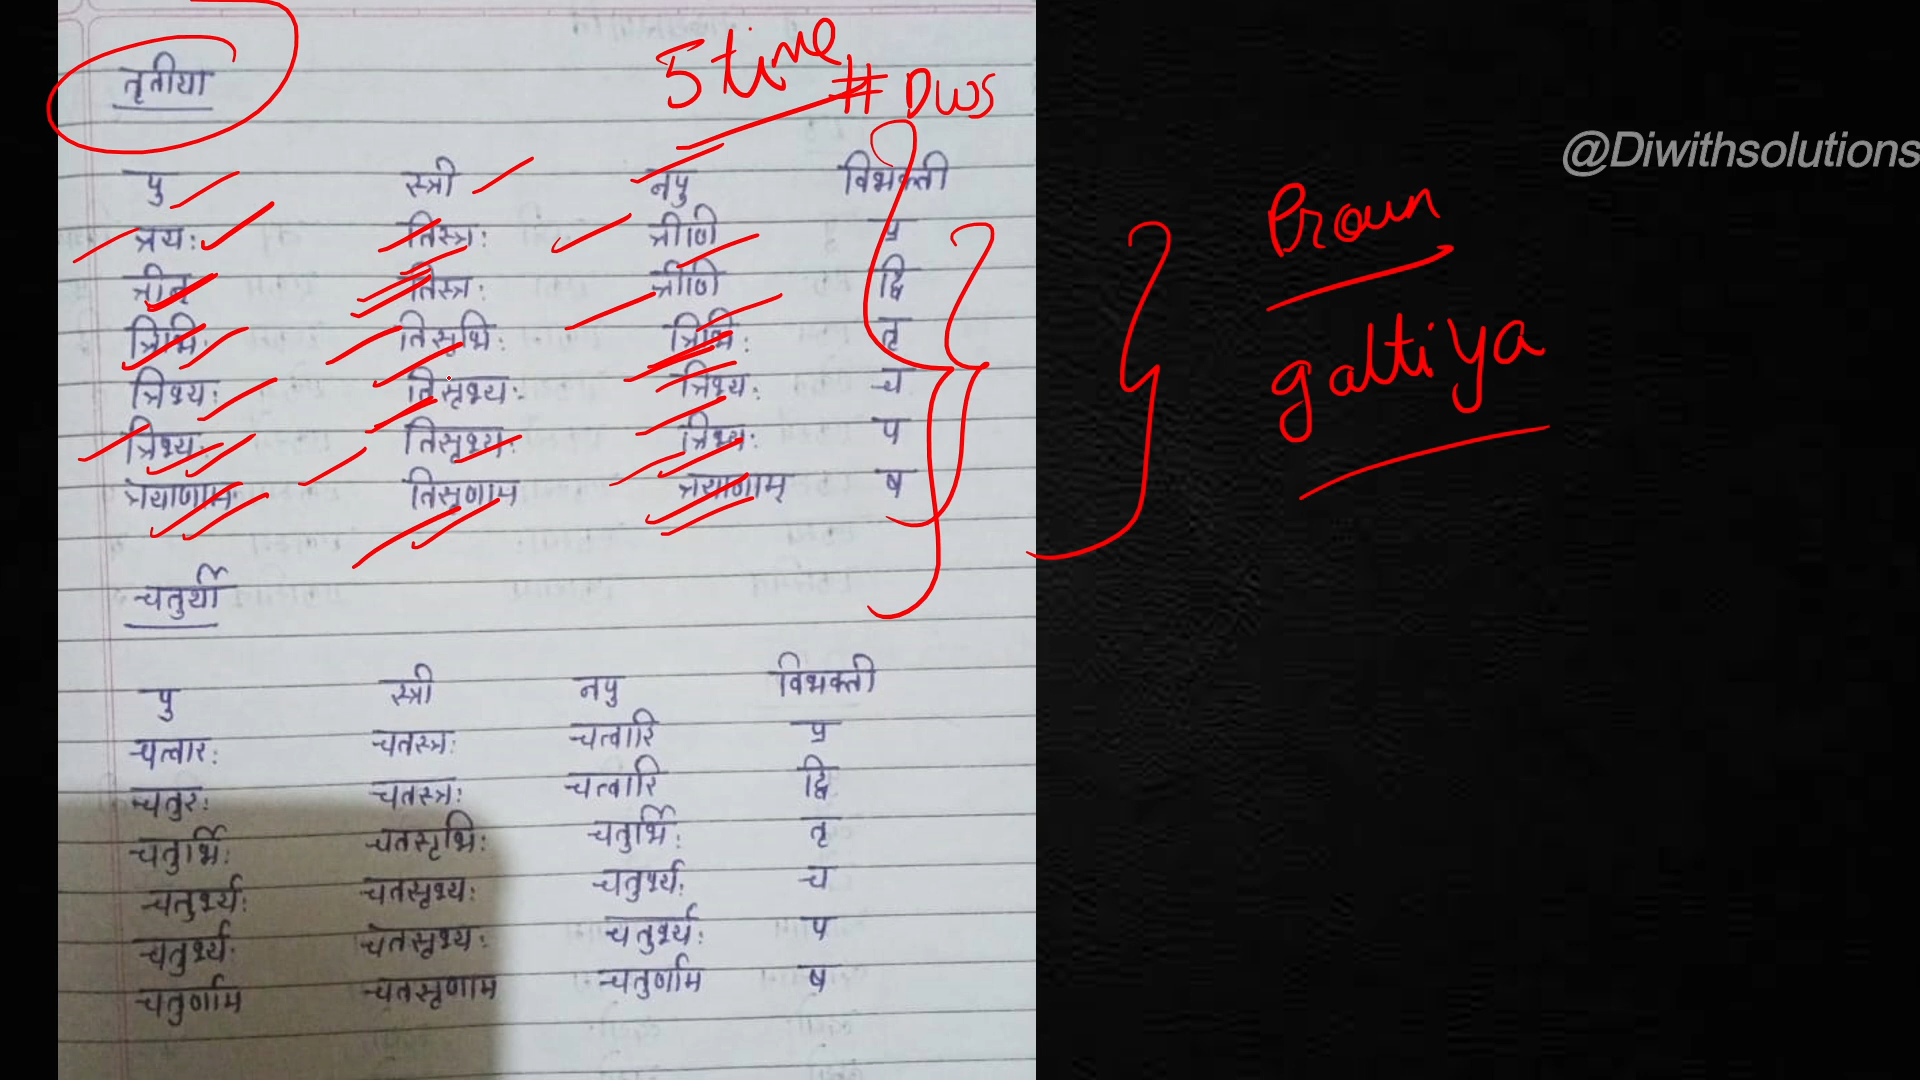 5 time
# DWS
तृतीया
@Diwithsolutions
पु स्त्री नपु विभक्ती
त्रय: तिस्त्र: त्रीणि प्र
त्रीन् तिस्त्र: त्रीणि द्वि
त्रिभि: तिसृभि: त्रिभि: तृ
त्रिभ्य: तिसृभ्य: त्रिभ्य: च
त्रिभ्य: तिसृभ्य: त्रिभ्य: प
त्रयाणाम तिसृणाम त्रयाणाम् ष
Proun
galtiya
चतुर्थी
पु स्त्री नपु विभक्ती
चत्वार: चतस्त्र: चत्वारि प्र
चतुर: चतस्त्र: चत्वारि द्वि
चतुर्भि: चतसृभि: चतुर्भि: तृ
चतुर्भ्य: चतसृभ्य: चतुर्भ्य: च
चतुर्भ्य: चतसृभ्य: चतुर्भ्य: प
चतुर्णाम चतसृणाम चतुर्णाम ष